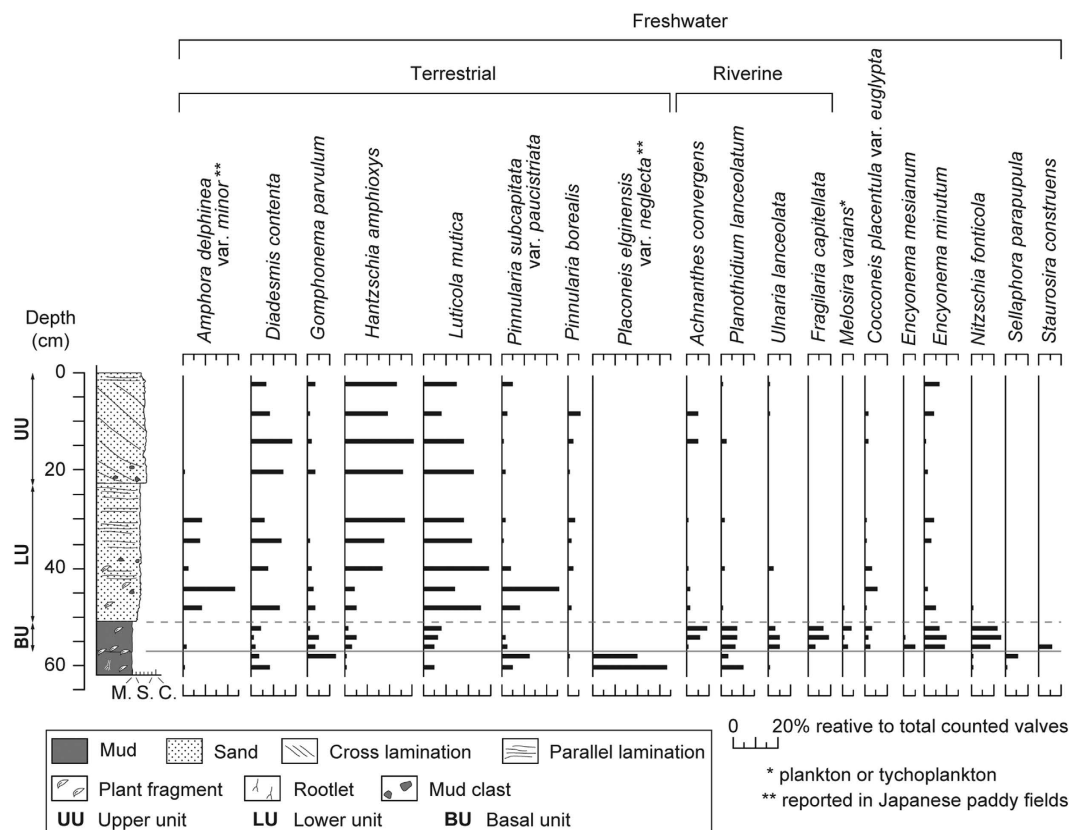 Freshwater
Terrestrial
Riverine
Amphora delphinea
var. minor**
Diadesmis contenta
Gomphonema parvulum
Hantzschia amphioxys
Luticola mutica
Pinnularia subcapitata
var. paucistriata
Pinnularia borealis
Placoneis elginensis
var. neglecta**
Achnanthes convergens
Planothidium lanceolatum
Ulnaria lanceolata
Fragilaria capitellata
Melosira varians*
Cocconeis placentula var. euglypta
Encyonema mesianum
Encyonema minutum
Nitzschia fonticola
Sellaphora parapupula
Staurosira construens
Depth
(cm)
0
20
40
60
UU
LU
BU
M. S. C.
0 20% reative to total counted valves
* plankton or tychoplankton
** reported in Japanese paddy fields
Mud Sand Cross lamination Parallel lamination
Plant fragment Rootlet Mud clast
UU Upper unit LU Lower unit BU Basal unit